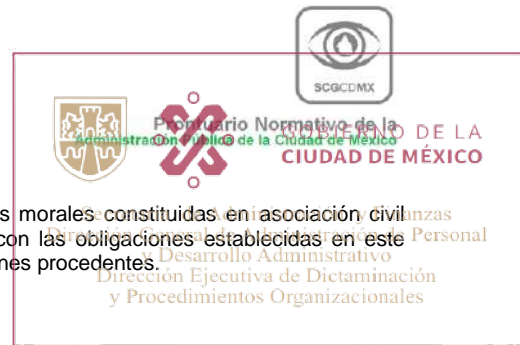 SCGCDMX
Prontuario Normativo de la
Administración Pública de la Ciudad de México
GOBIERNO DE LA
CIUDAD DE MÉXICO
s morales constituidas en asociación civil
con las obligaciones establecidas en este
nes procedentes.
Secretaría de Administración y Finanzas
Dirección General de Administración de Personal
y Desarrollo Administrativo
Dirección Ejecutiva de Dictaminación
y Procedimientos Organizacionales